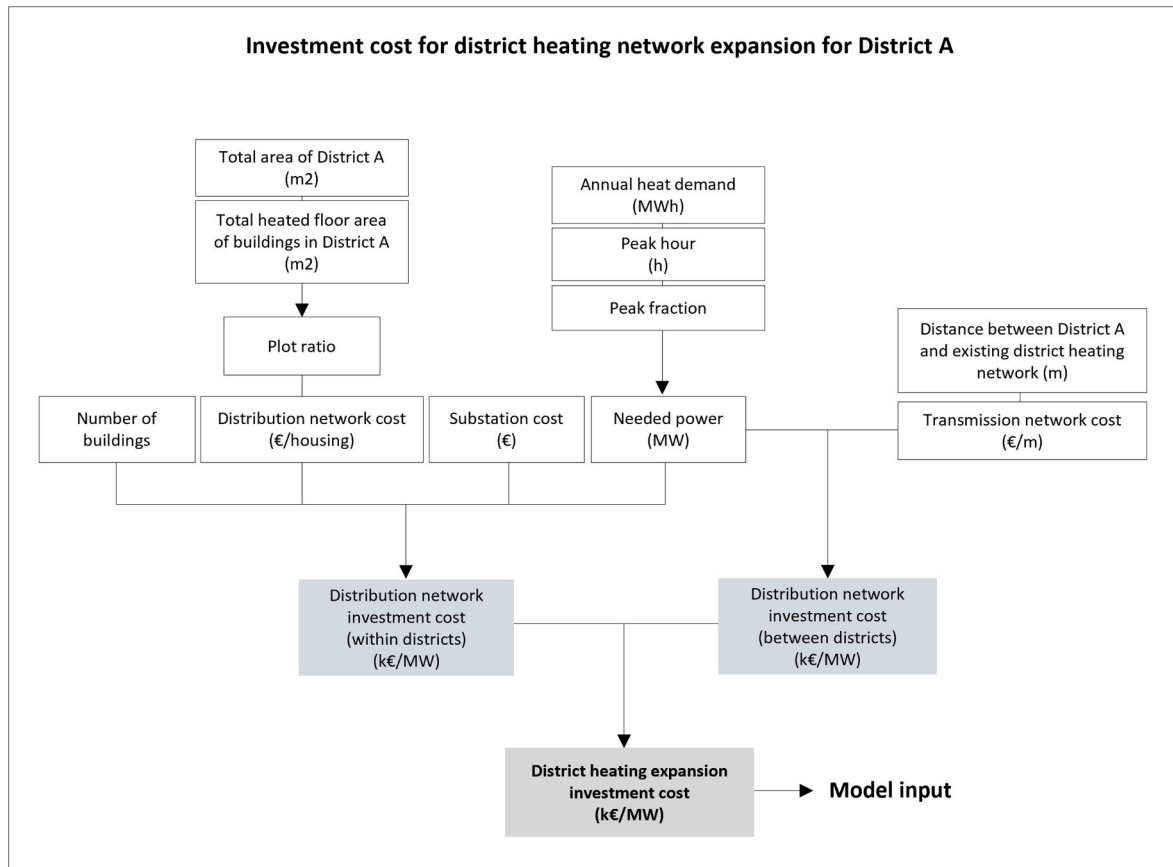 Investment cost for district heating network expansion for District A
Total area of District A
(m2)
Total heated floor area
of buildings in District A
(m2)
Plot ratio
Annual heat demand
(MWh)
Peak hour
(h)
Peak fraction
Distance between District A
and existing district heating
network (m)
Number of
buildings
Distribution network cost
(€/housing)
Substation cost
(€)
Needed power
(MW)
Transmission network cost
(€/m)
Distribution network
investment cost
(within districts)
(k€/MW)
Distribution network
investment cost
(between districts)
(k€/MW)
District heating expansion
investment cost
(k€/MW)
Model input